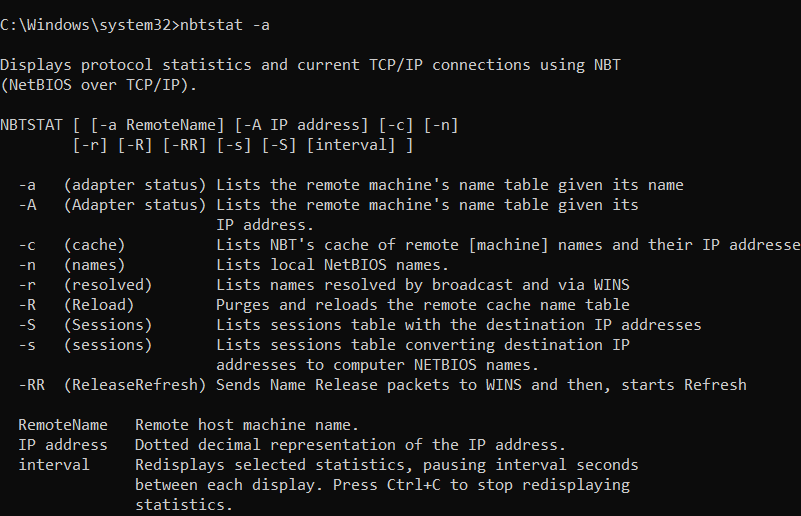 C:\Windows\system32>nbtstat -a
Displays protocol statistics and current TCP/IP connections using NBT
(NetBIOS over TCP/IP).
NBTSTAT [ [-a RemoteName] [-A IP address] [-c] [-n]
        [-r] [-R] [-RR] [-s] [-S] [interval] ]
  -a   (adapter status) Lists the remote machine's name table given its name
  -A   (Adapter status) Lists the remote machine's name table given its
                        IP address.
  -c   (cache)          Lists NBT's cache of remote [machine] names and their IP addresse
  -n   (names)          Lists local NetBIOS names.
  -r   (resolved)       Lists names resolved by broadcast and via WINS
  -R   (Reload)         Purges and reloads the remote cache name table
  -S   (Sessions)       Lists sessions table with the destination IP addresses
  -s   (sessions)       Lists sessions table converting destination IP
                        addresses to computer NETBIOS names.
  -RR  (ReleaseRefresh) Sends Name Release packets to WINS and then, starts Refresh
  RemoteName   Remote host machine name.
  IP address   Dotted decimal representation of the IP address.
  interval     Redisplays selected statistics, pausing interval seconds
               between each display. Press Ctrl+C to stop redisplaying
               statistics.